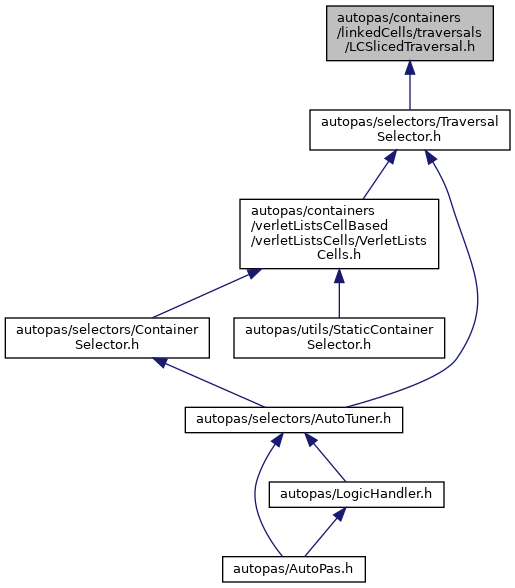 autopas/containers
/linkedCells/traversals
/LCSlicedTraversal.h
autopas/selectors/Traversal
Selector.h
autopas/containers
/verletListsCellBased
/verletListsCells/VerletLists
Cells.h
autopas/selectors/Container
Selector.h
autopas/utils/StaticContainer
Selector.h
autopas/selectors/AutoTuner.h
autopas/LogicHandler.h
autopas/AutoPas.h